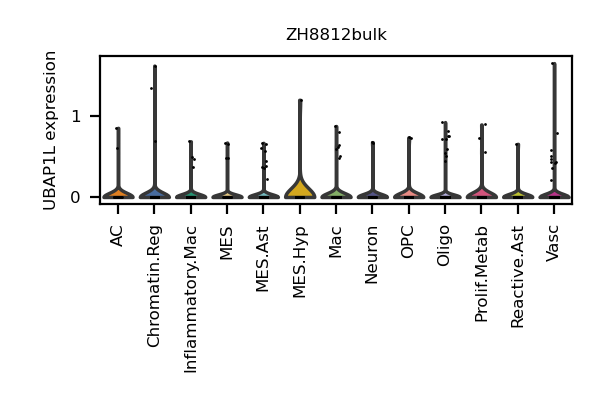 ZH8812bulk
UBAP1L expression
1
0
AC
Chromatin.Reg
Inflammatory.Mac
MES
MES.Ast
MES.Hyp
Mac
Neuron
OPC
Oligo
Prolif.Metab
Reactive.Ast
Vasc